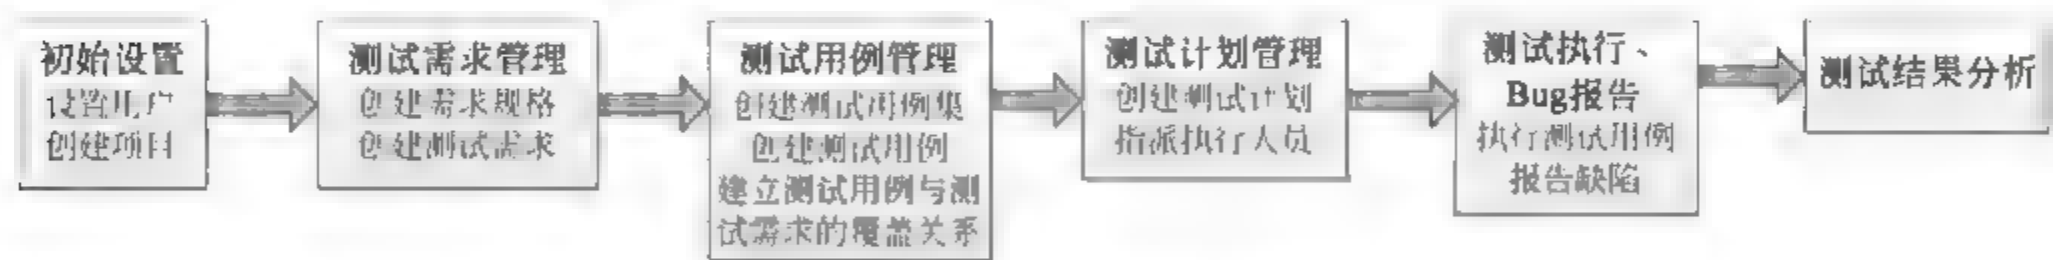 初始设置
设置用户
创建项目
测试需求管理
创建需求规格
创建测试需求
测试用例管理
创建测试用例集
创建测试用例
建立测试用例与测
试需求的覆盖关系
测试计划管理
创建测试计划
指派执行人员
测试执行、
Bug报告
执行测试用例
报告缺陷
测试结果分析